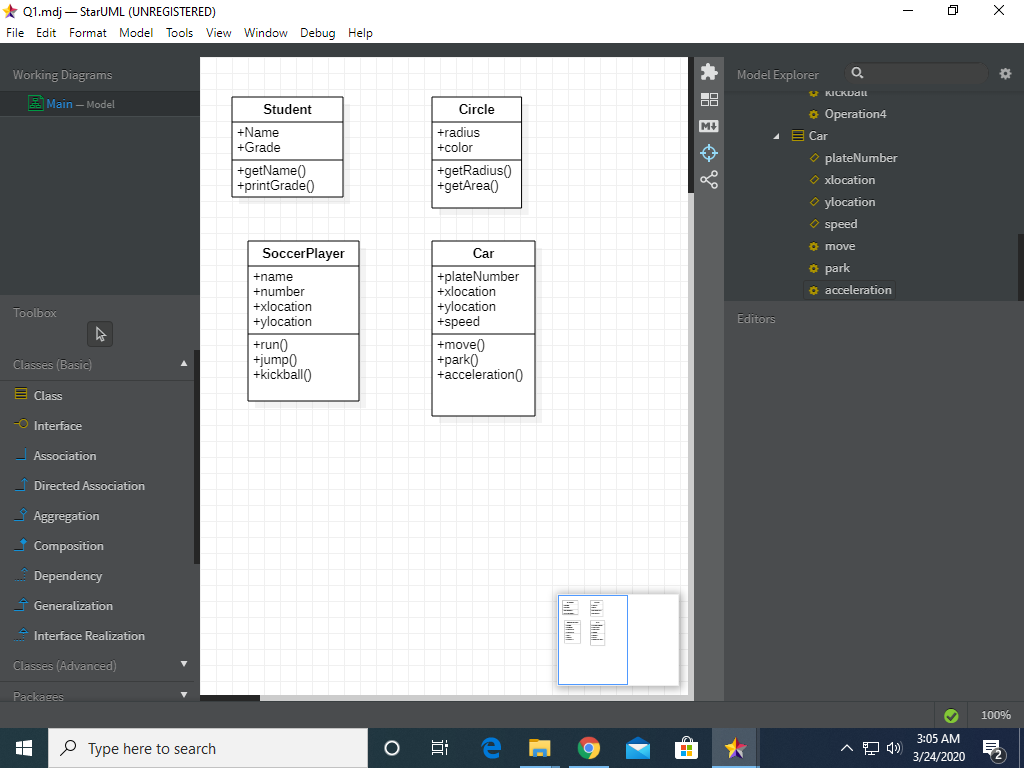 Q1.mdj — StarUML (UNREGISTERED)
File Edit Format Model Tools View Window Debug Help
Working Diagrams
Main — Model
Toolbox
Classes (Basic)
Class
Interface
Association
Directed Association
Aggregation
Composition
Dependency
Generalization
Interface Realization
Classes (Advanced)
Packages
Student
+Name
+Grade
+getName()
+printGrade()
Circle
+radius
+color
+getRadius()
+getArea()
SoccerPlayer
+name
+number
+xlocation
+ylocation
+run()
+jump()
+kickball()
Car
+plateNumber
+xlocation
+ylocation
+speed
+move()
+park()
+acceleration()
M
Model Explorer
kickball
Operation4
Car
plateNumber
xlocation
ylocation
speed
move
park
acceleration
Editors
100%
Type here to search
3:05 AM
3/24/2020
2